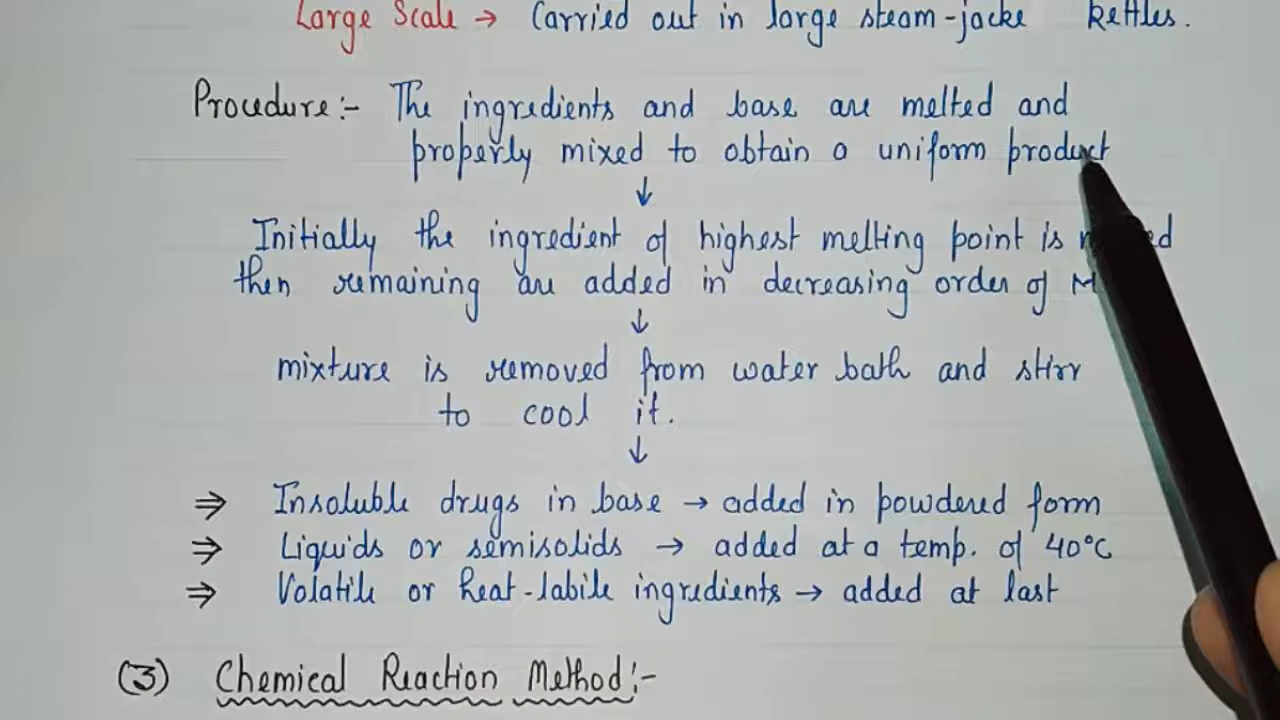 Large Scale → Carried out in large steam-jacke kettles.
Procedure:- The ingredients and base are melted and
properly mixed to obtain a uniform product
↓
Initially the ingredient of highest melting point is
then remaining are added in decreasing order of
↓
mixture is removed from water bath and stirr
to cool it.
↓
⇒ Insoluble drugs in base → added in powdered form
⇒ Liquids or semisolids → added at a temp. of 40°C
⇒ Volatile or heat-labile ingredients → added at last
(3) Chemical Reaction Method:-